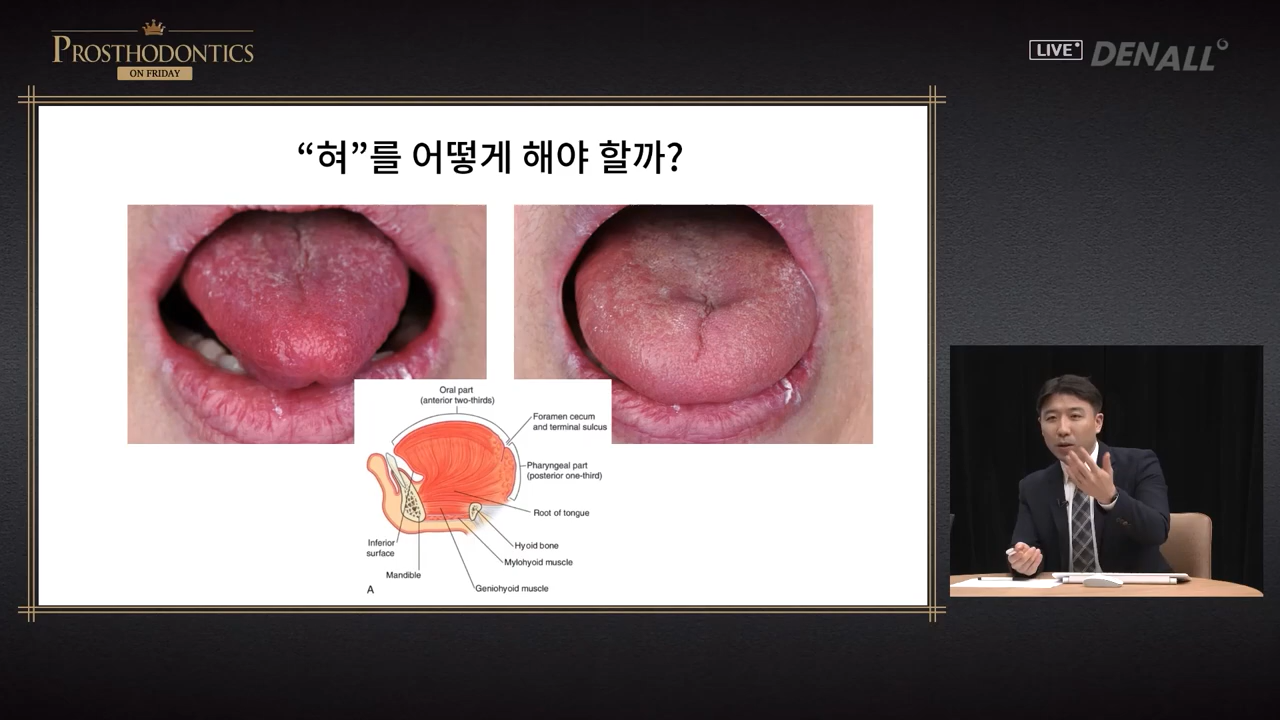 PROSTHODONTICS
ON FRIDAY
LIVE
DENALL
“혀”를 어떻게 해야 할까?
Oral part
(anterior two-thirds)
Foramen cecum
and terminal sulcus
Pharyngeal part
(posterior one-third)
Root of tongue
Inferior
surface
Hyoid bone
Mylohyoid muscle
Mandible
Geniohyoid muscle
A